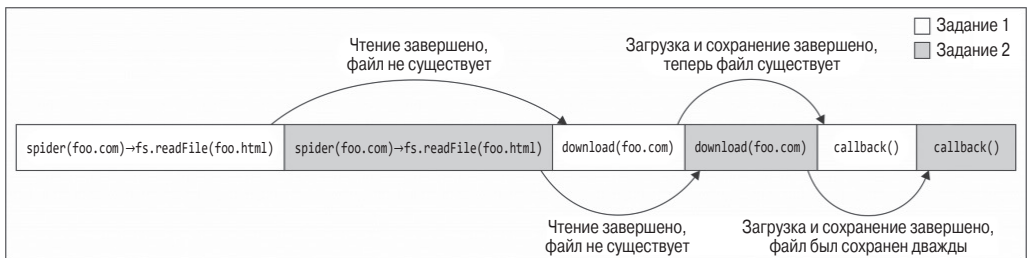 Задание 1
Задание 2
Чтение завершено,
файл не существует
Загрузка и сохранение завершено,
теперь файл существует
spider(foo.com)→fs.readFile(foo.html)
spider(foo.com)→fs.readFile(foo.html)
download(foo.com)
download(foo.com)
callback()
callback()
Чтение завершено,
файл не существует
Загрузка и сохранение завершено,
файл был сохранен дважды